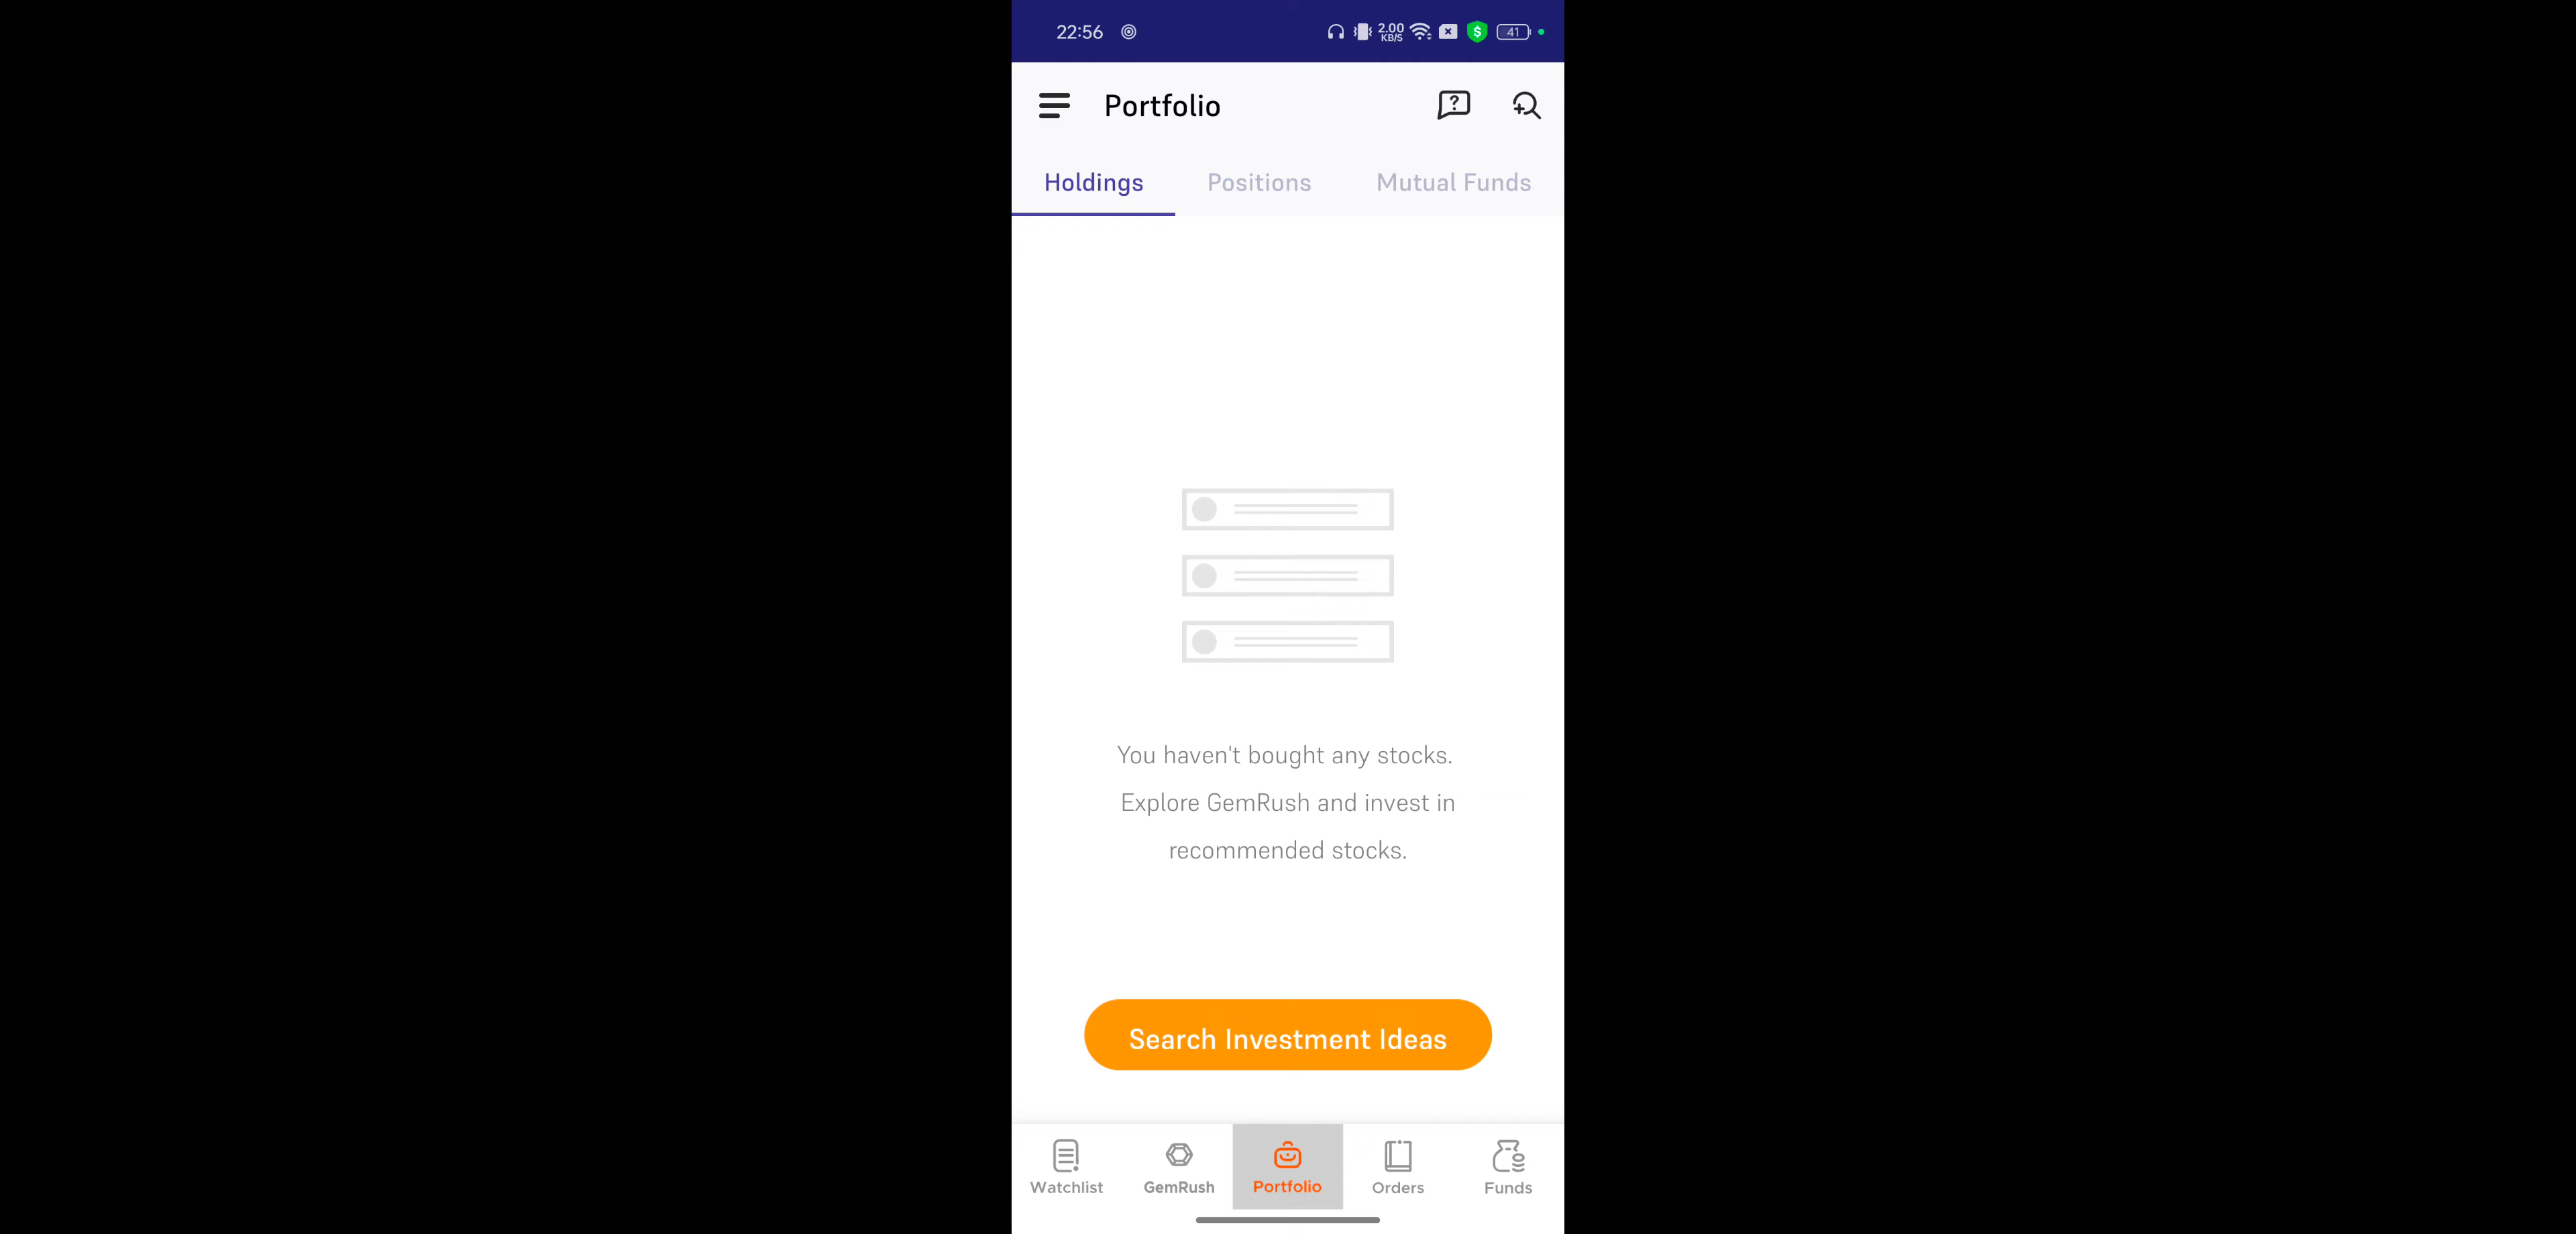 22:56
2.00
KB/S
41
Portfolio
Holdings Positions Mutual Funds
You haven't bought any stocks.
Explore GemRush and invest in
recommended stocks.
Search Investment Ideas
Watchlist GemRush Portfolio Orders Funds